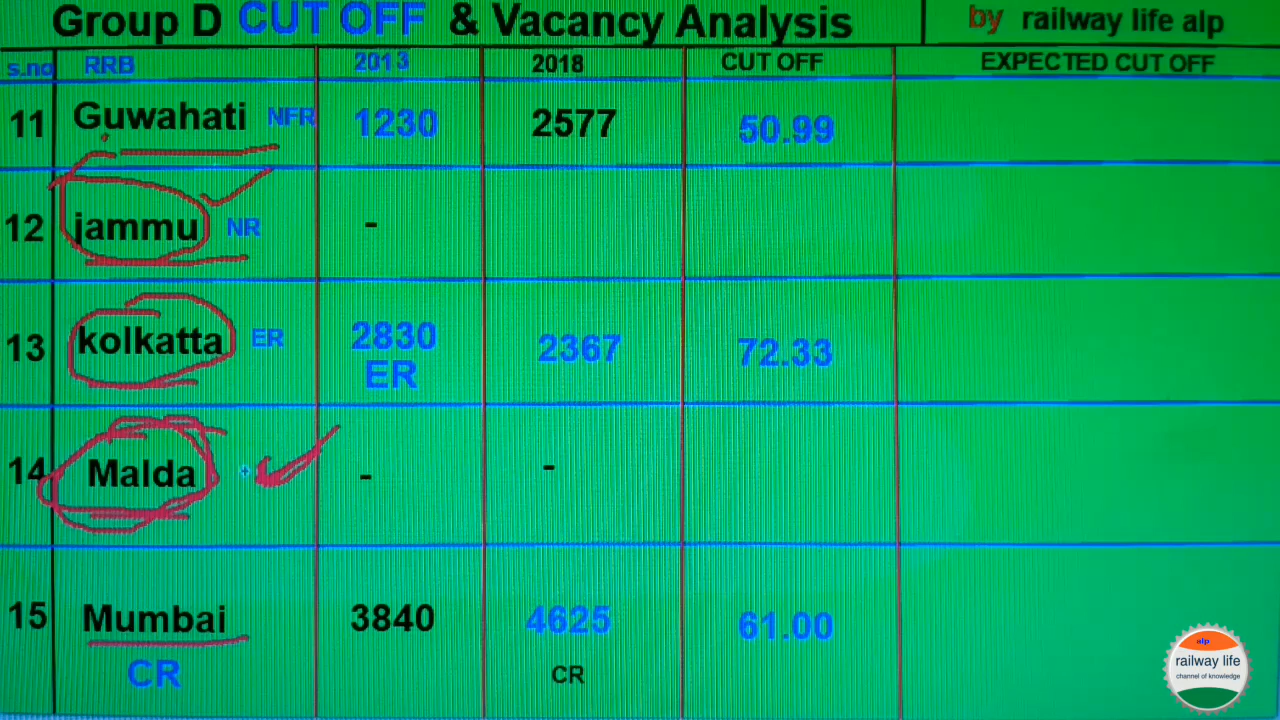 Group D CUT OFF & Vacancy Analysis by railway life alp
s.no RRB 2013 2018 CUT OFF EXPECTED CUT OFF
11 Guwahati NFR 1230 2577 50.99
12 jammu NR -
13 kolkatta ER 2830 2367 72.33
ER
14 Malda - -
15 Mumbai 3840 4625 61.00
CR CR
alp
railway life
channel of knowledge